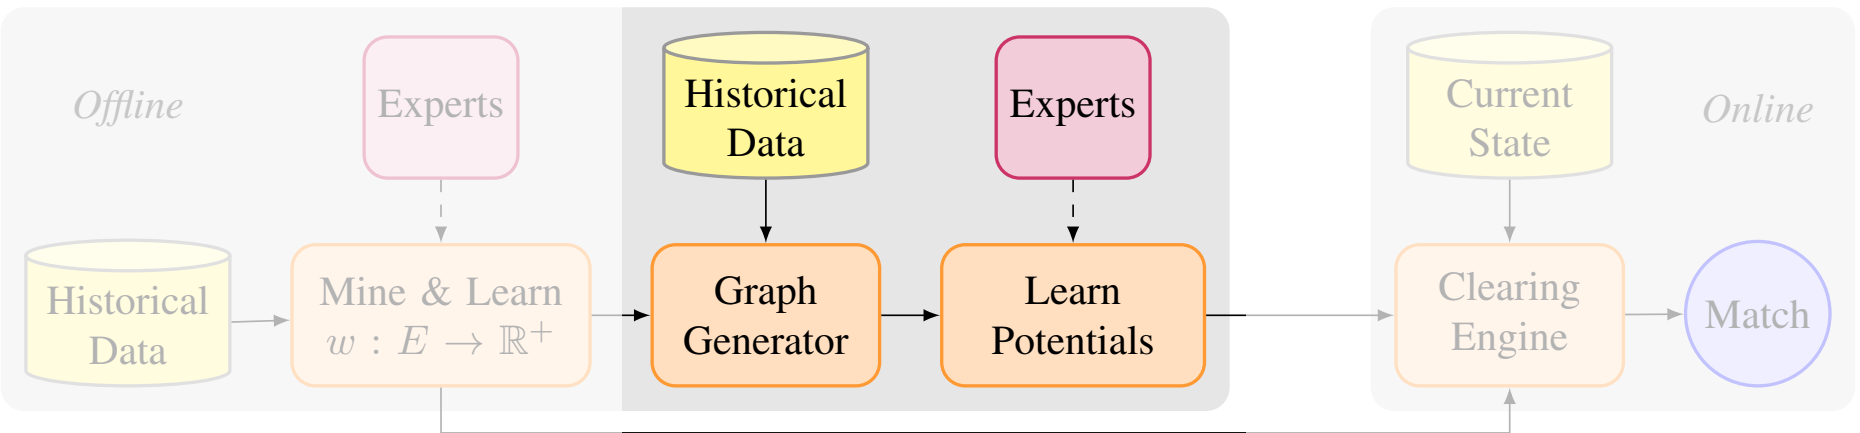 Offline
Experts
Historical
Data
Experts
Current
State
Online
Historical
Data
Mine & Learn
w : E → ℝ⁺
Graph
Generator
Learn
Potentials
Clearing
Engine
Match